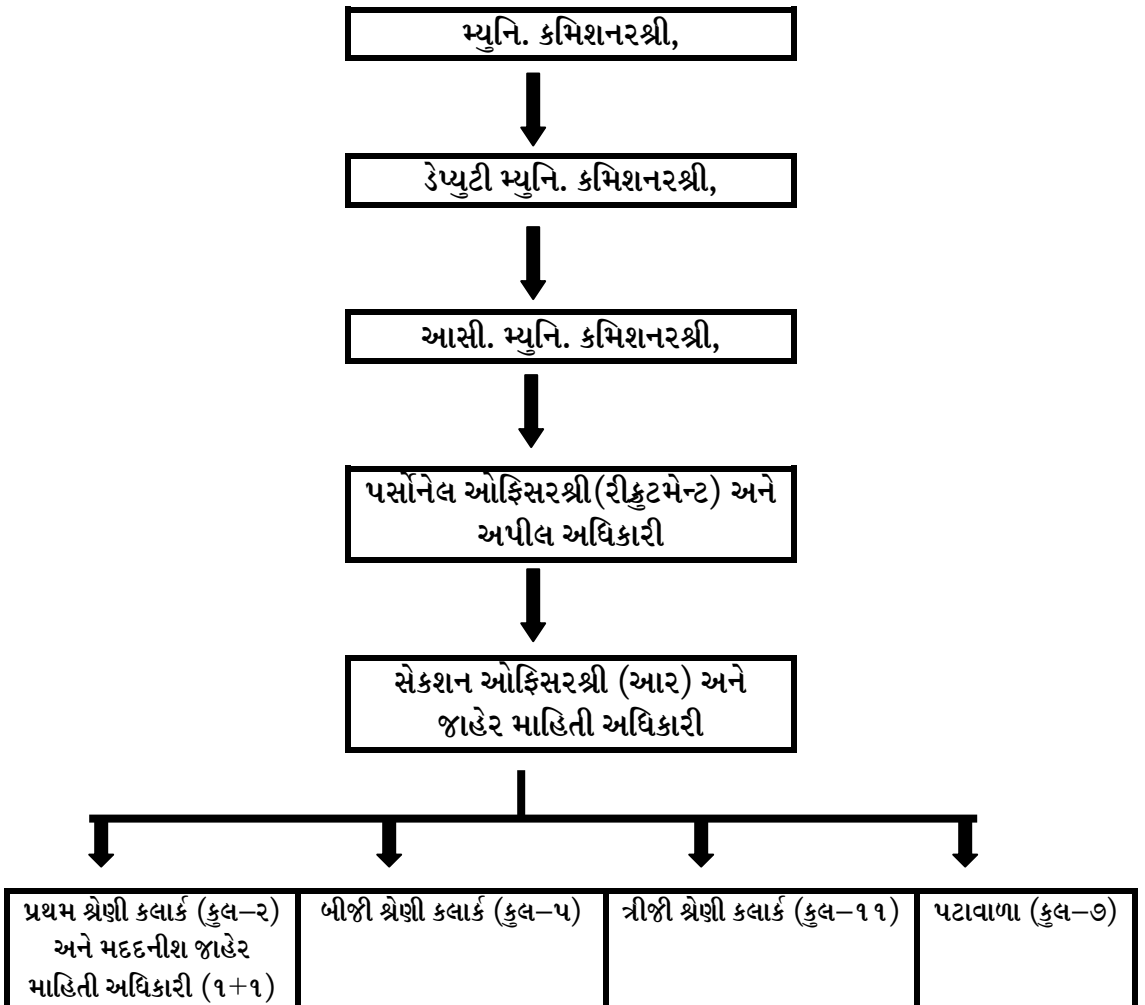 મ્યુનિ. કમિશનરશ્રી,
ડેપ્યુટી મ્યુનિ. કમિશનરશ્રી,
આસી. મ્યુનિ. કમિશનરશ્રી,
પર્સોનેલ ઓફિસરશ્રી(રીક્રુટમેન્ટ) અને
અપીલ અધિકારી
સેકશન ઓફિસરશ્રી (આર) અને
જાહેર માહિતી અધિકારી
પ્રથમ શ્રેણી કલાર્ક (કુલ–૨)
અને મદદનીશ જાહેર
માહિતી અધિકારી (૧+૧)
બીજી શ્રેણી કલાર્ક (કુલ–૫)
ત્રીજી શ્રેણી કલાર્ક (કુલ–૧૧)
પટાવાળા (કુલ–૭)